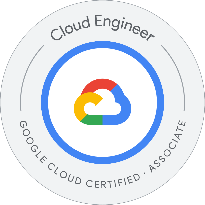 Cloud Engineer
GOOGLE CLOUD CERTIFIED · ASSOCIATE